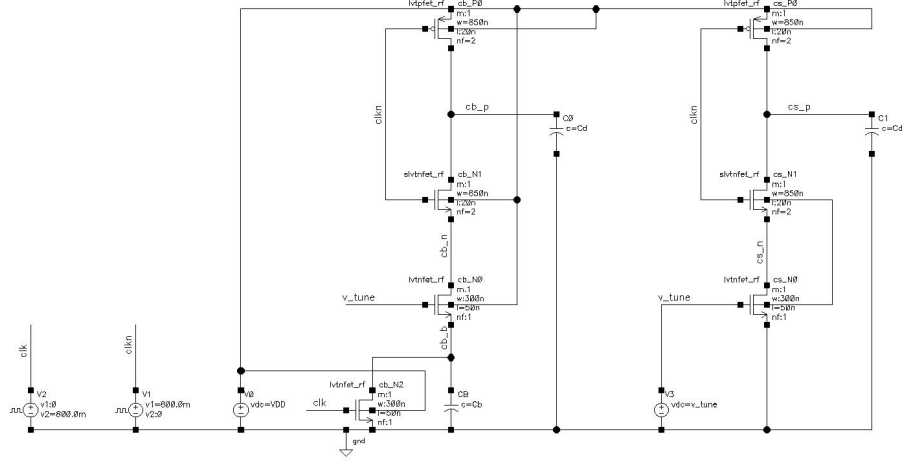 lvtpfet_rf
cb_P0
m:1
w=850n
l:20n
nf=2
lvtpfet_rf
cs_P0
m:1
w=850n
l:20n
nf=2
clkn
cb_p
C0
c=Cd
clkn
cs_p
C1
c=Cd
slvtnfet_rf
cb_N1
m:1
w=850n
l:20n
nf=2
slvtnfet_rf
cs_N1
m:1
w=850n
l:20n
nf=2
cb_n
cs_n
lvtnfet_rf
cb_N0
m:1
w:300n
l=50n
nf:1
v_tune
lvtnfet_rf
cs_N0
m:1
w:300n
l=50n
nf:1
v_tune
cb_b
clk
clkn
V2
v1:0
v2=800.0m
V1
v1=800.0m
v2:0
V0
vdc=VDD
lvtnfet_rf
cb_N2
m:1
w:300n
l=50n
nf:1
clk
CB
c=Cb
V3
vdc=v_tune
gnd